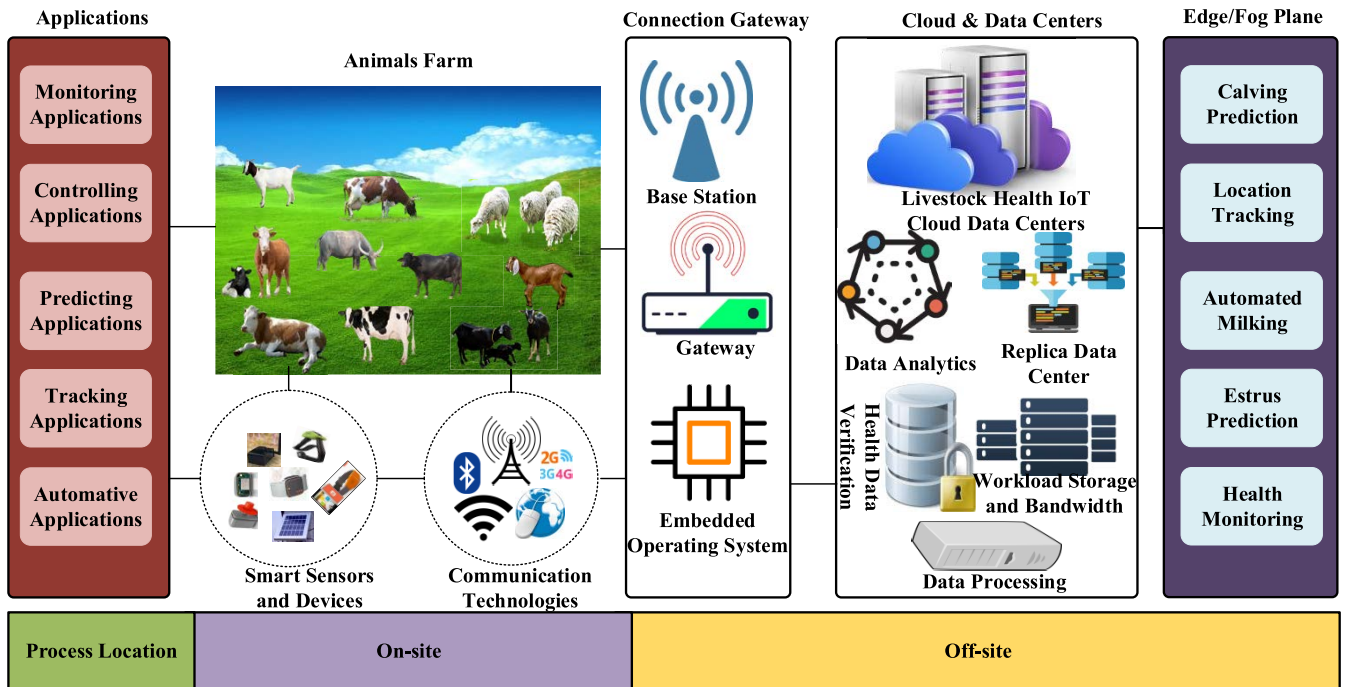 Applications
Monitoring
Applications
Controlling
Applications
Predicting
Applications
Tracking
Applications
Automative
Applications
Animals Farm
Smart Sensors
and Devices
2G
3G4G
Communication
Technologies
Connection Gateway
Base Station
Gateway
Embedded
Operating System
Cloud & Data Centers
Livestock Health IoT
Cloud Data Centers
Data Analytics
Replica Data
Center
Health Data
Verification
Workload Storage
and Bandwidth
Data Processing
Edge/Fog Plane
Calving
Prediction
Location
Tracking
Automated
Milking
Estrus
Prediction
Health
Monitoring
Process Location
On-site
Off-site